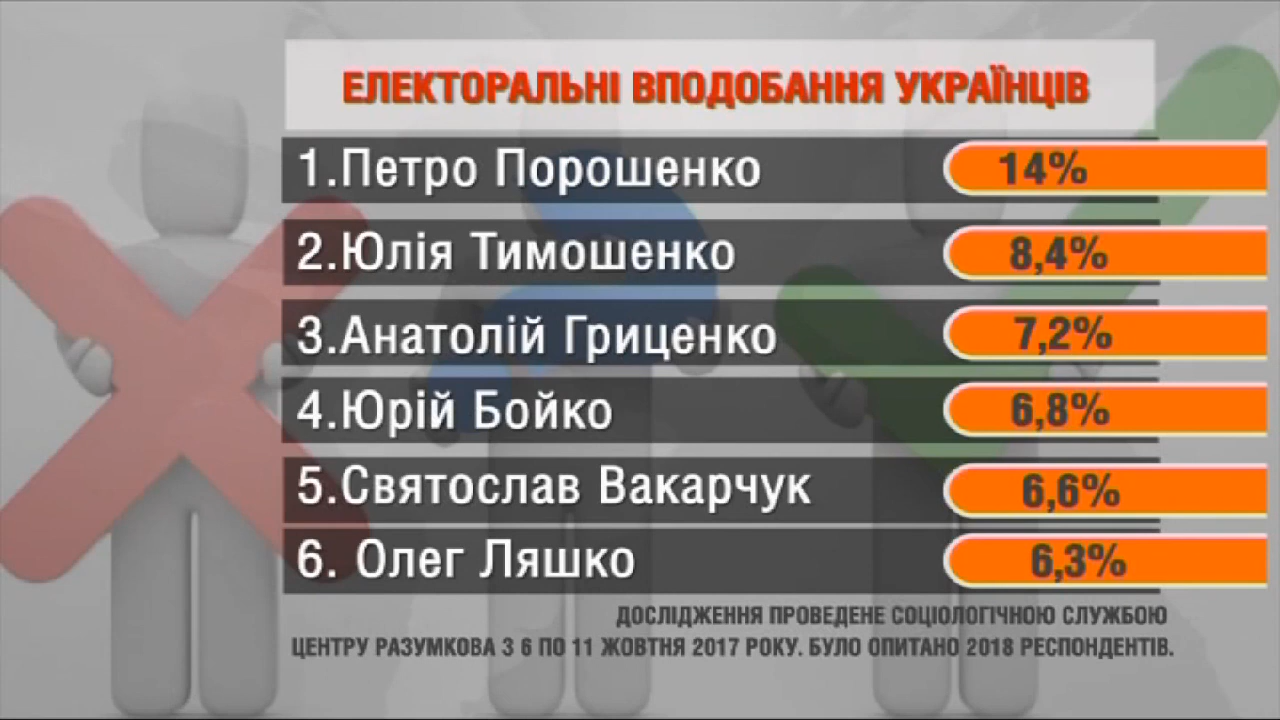 ЕЛЕКТОРАЛЬНІ ВПОДОБАННЯ УКРАЇНЦІВ
1.Петро Порошенко 14%
2.Юлія Тимошенко 8,4%
3.Анатолій Гриценко 7,2%
4.Юрій Бойко 6,8%
5.Святослав Вакарчук 6,6%
6. Олег Ляшко 6,3%
ДОСЛІДЖЕННЯ ПРОВЕДЕНЕ СОЦІОЛОГІЧНОЮ СЛУЖБОЮ
ЦЕНТРУ РАЗУМКОВА З 6 ПО 11 ЖОВТНЯ 2017 РОКУ. БУЛО ОПИТАНО 2018 РЕСПОНДЕНТІВ.